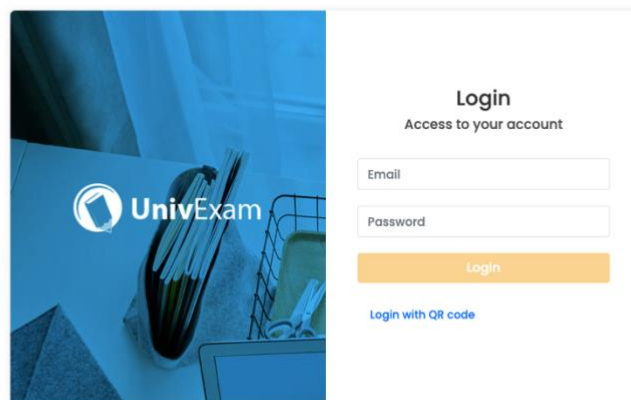 UnivExam
Login
Access to your account
Email
Password
Login
Login with QR code